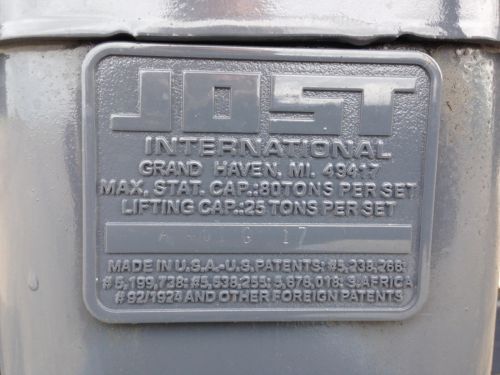 JOST
INTERNATIONAL
GRAND HAVEN, MI. 49417
MAX. STAT. CAP.:80TONS PER SET
LIFTING CAP.:25 TONS PER SET
17
MADE IN U.S.A.-U.S.PATENTS: #5,238,266;
#5,199,738; #5,538,255; 5,676,018; S.AFRICA
#92/1924 AND OTHER FOREIGN PATENTS